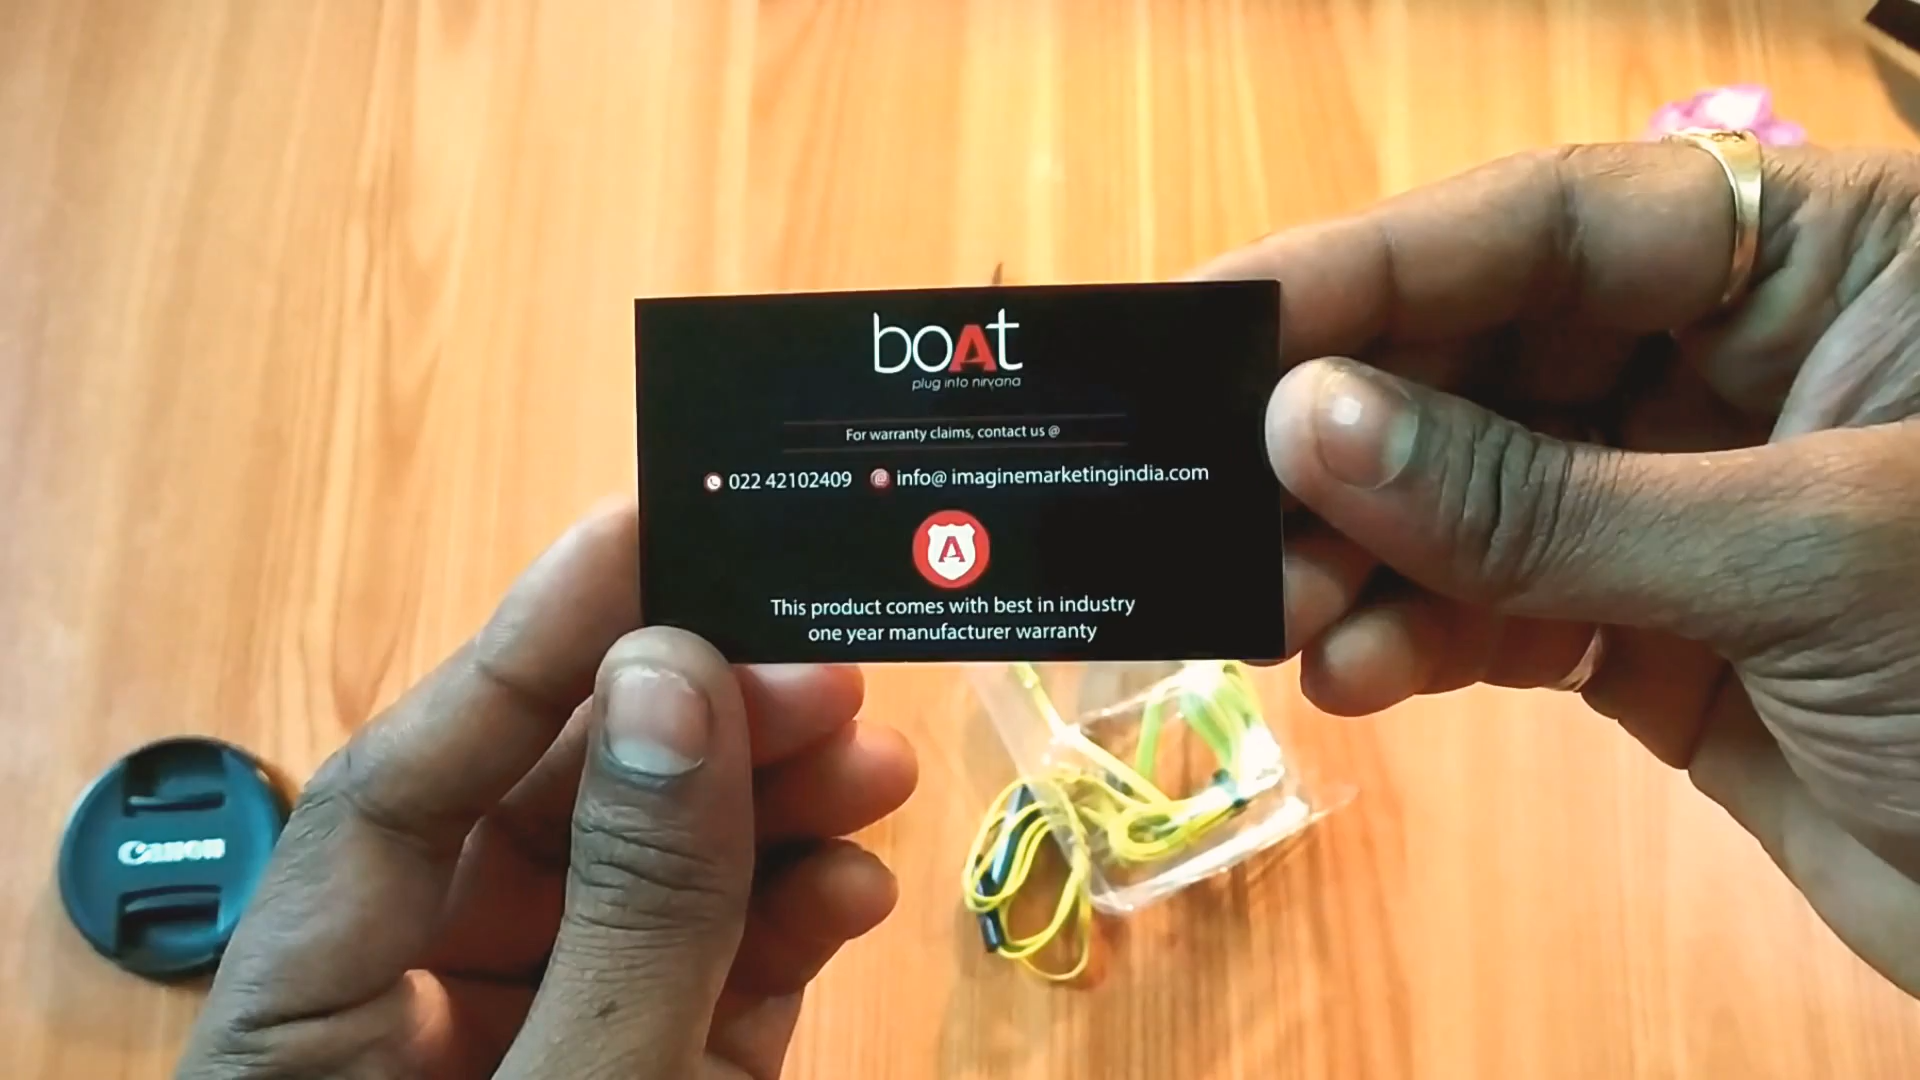 boAt
plug into nirvana
For warranty claims, contact us @
022 42102409 @ info@ imaginemarketingindia.com
A
This product comes with best in industry
one year manufacturer warranty
Canon